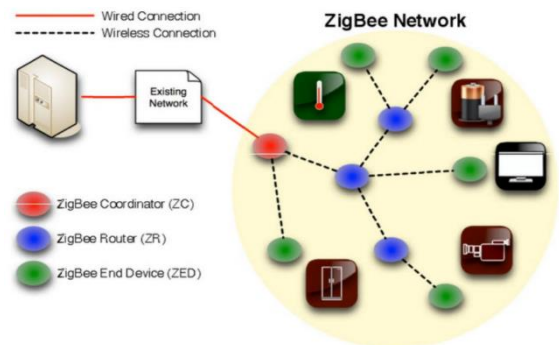 Wired Connection
Wireless Connection
ZigBee Network
Existing
Network
ZigBee Coordinator (ZC)
ZigBee Router (ZR)
ZigBee End Device (ZED)